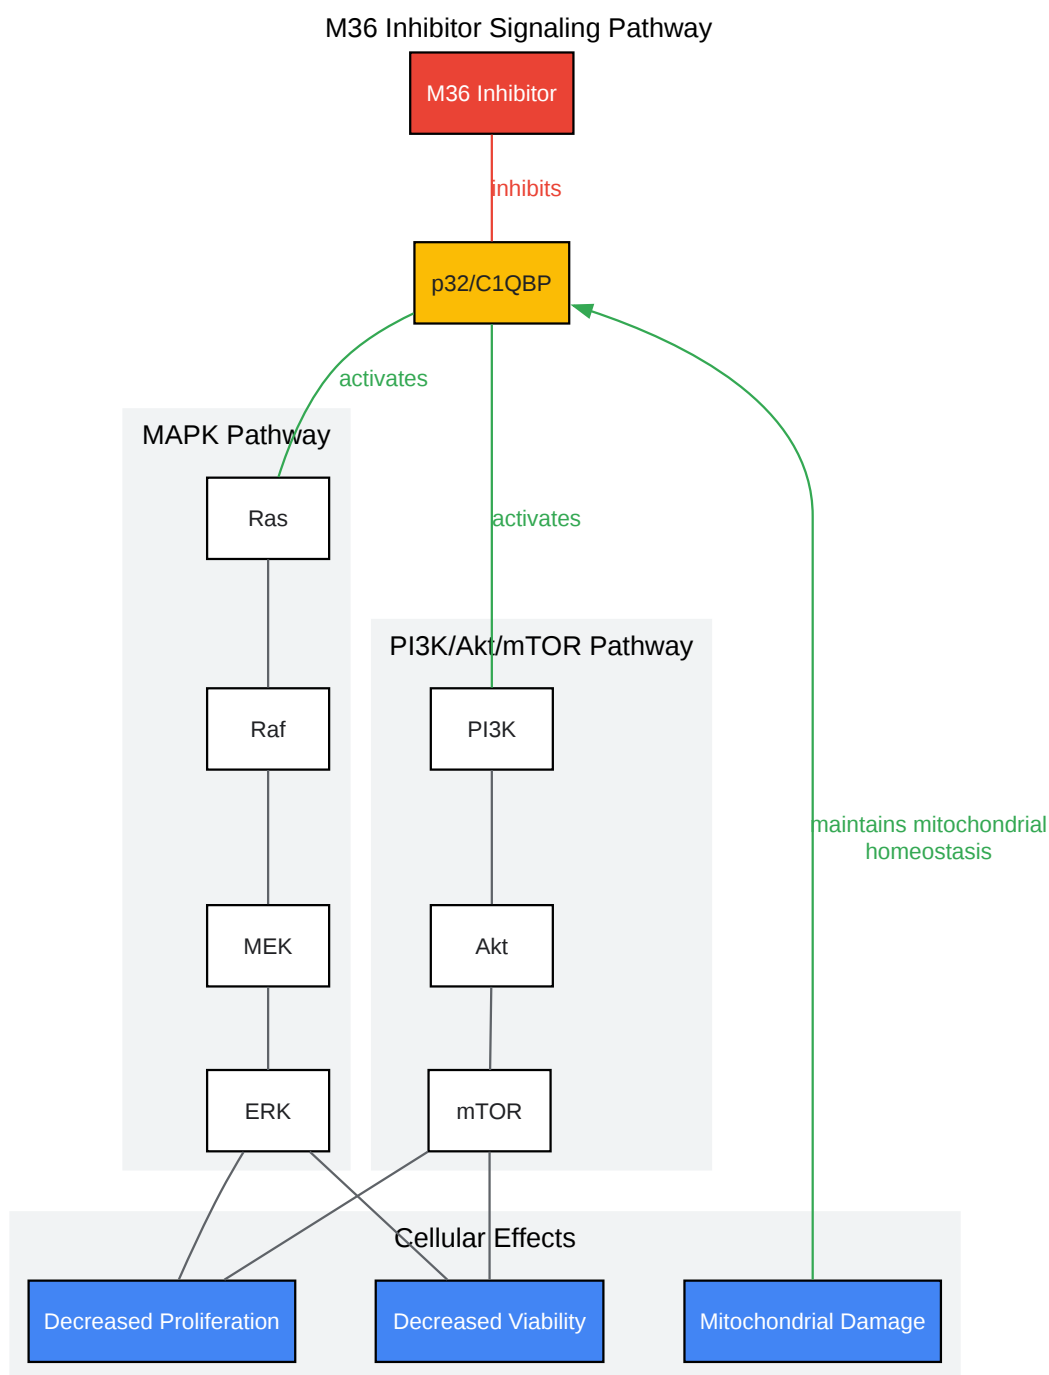 M36 Inhibitor Signaling Pathway
M36 Inhibitor
inhibits
p32/C1QBP
activates
MAPK Pathway
Ras
activates
PI3K/Akt/mTOR Pathway
Raf
PI3K
maintains mitochondrial
homeostasis
MEK
Akt
ERK
mTOR
Cellular Effects
Decreased Proliferation
Decreased Viability
Mitochondrial Damage